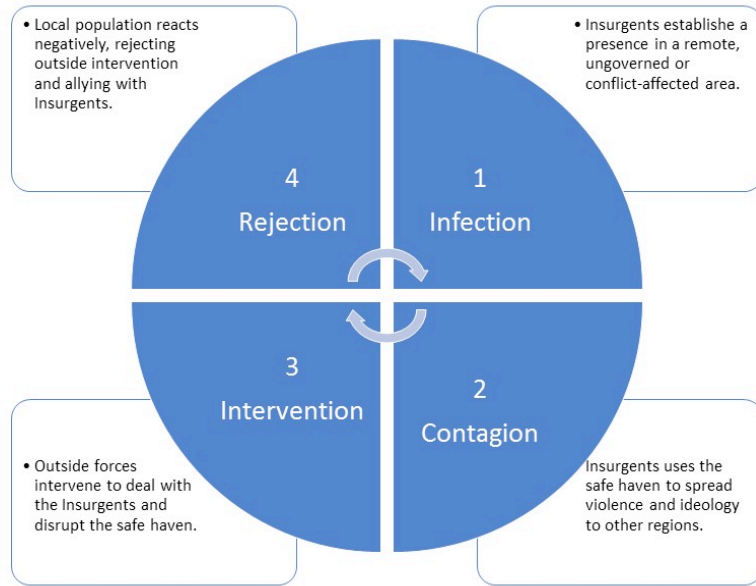 • Local population reacts
negatively, rejecting
outside intervention
and allying with
Insurgents.
• Insurgents establishe a
presence in a remote,
ungoverned or
conflict-affected area.
4
Rejection
1
Infection
3
Intervention
2
Contagion
• Outside forces
intervene to deal with
the Insurgents and
disrupt the safe haven.
Insurgents uses the
safe haven to spread
violence and ideology
to other regions.